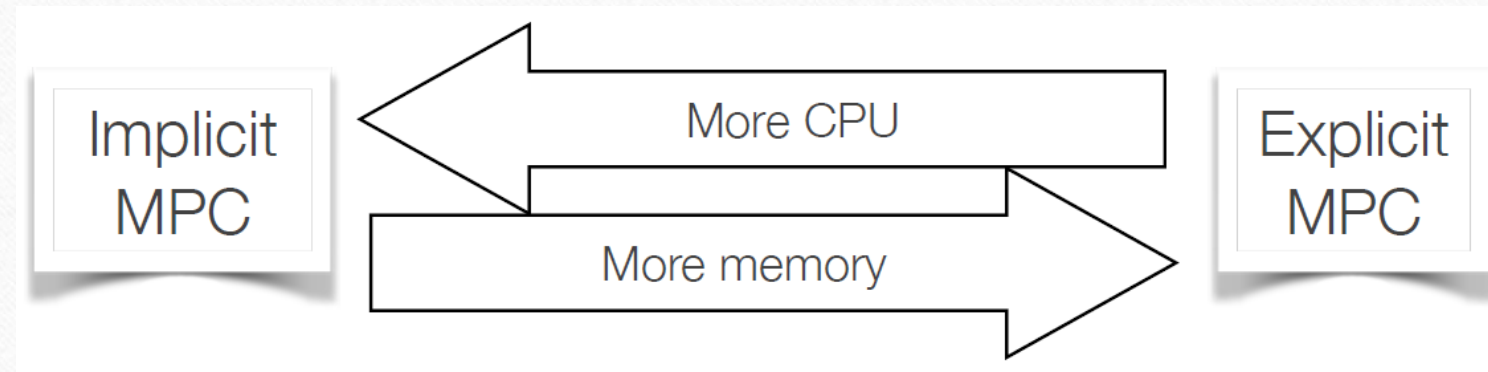 Implicit
MPC
More CPU
More memory
Explicit
MPC